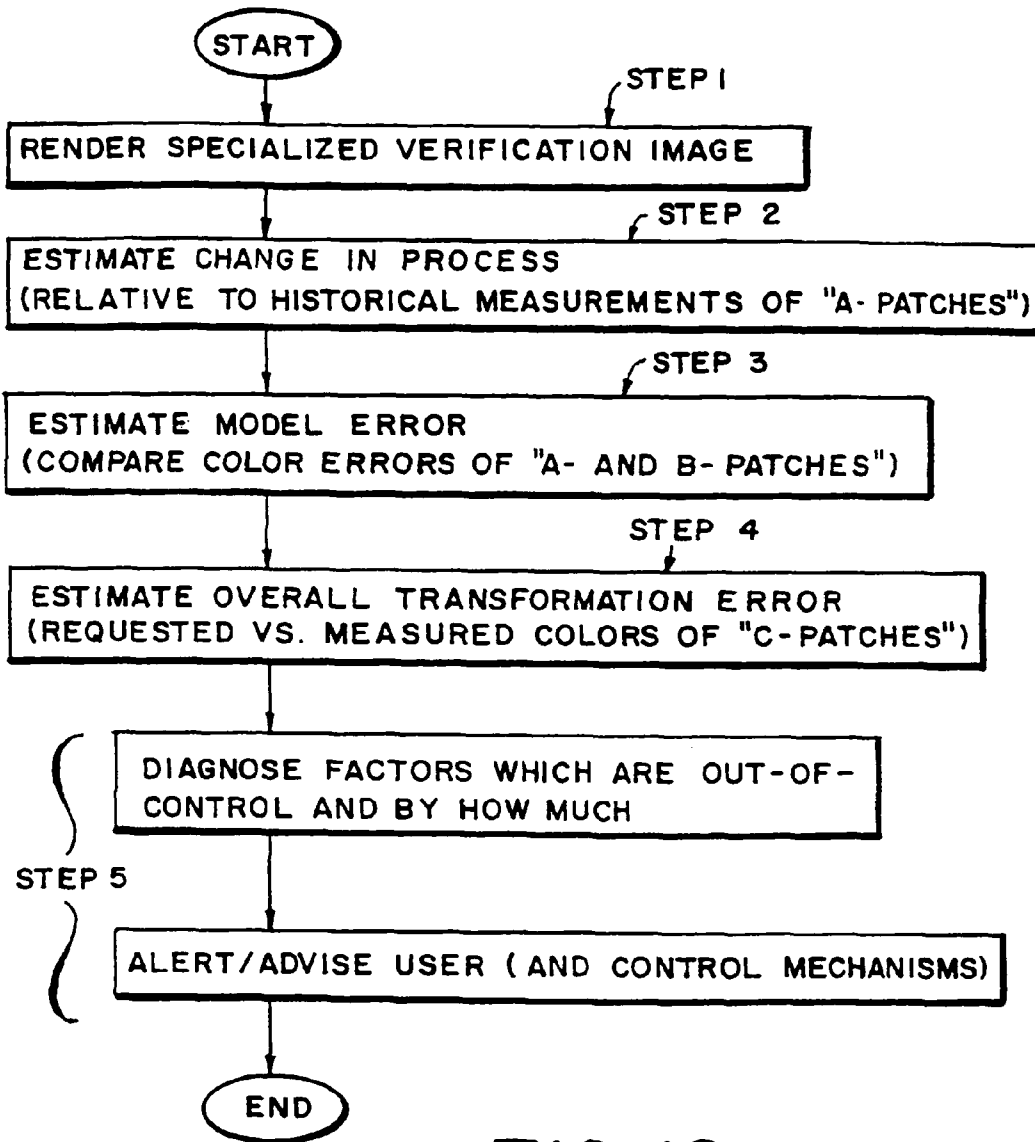 START
STEP 1
RENDER SPECIALIZED VERIFICATION IMAGE
STEP 2
ESTIMATE CHANGE IN PROCESS
(RELATIVE TO HISTORICAL MEASUREMENTS OF "A-PATCHES")
STEP 3
ESTIMATE MODEL ERROR
(COMPARE COLOR ERRORS OF "A- AND B-PATCHES")
STEP 4
ESTIMATE OVERALL TRANSFORMATION ERROR
(REQUESTED VS. MEASURED COLORS OF "C-PATCHES")
DIAGNOSE FACTORS WHICH ARE OUT-OF-
CONTROL AND BY HOW MUCH
STEP 5
ALERT/ADVISE USER (AND CONTROL MECHANISMS)
END